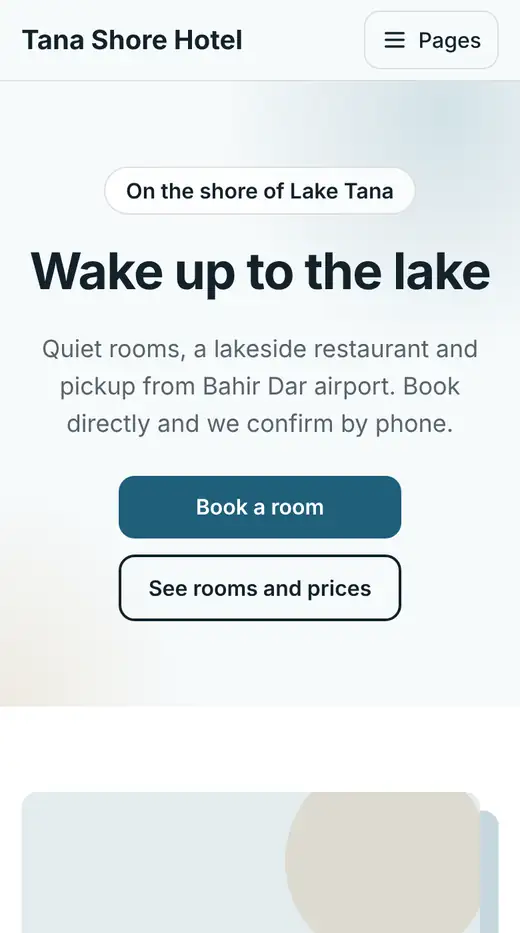 Tana Shore Hotel
Pages
On the shore of Lake Tana
Wake up to the lake
Quiet rooms, a lakeside restaurant and
pickup from Bahir Dar airport. Book
directly and we confirm by phone.
Book a room
See rooms and prices